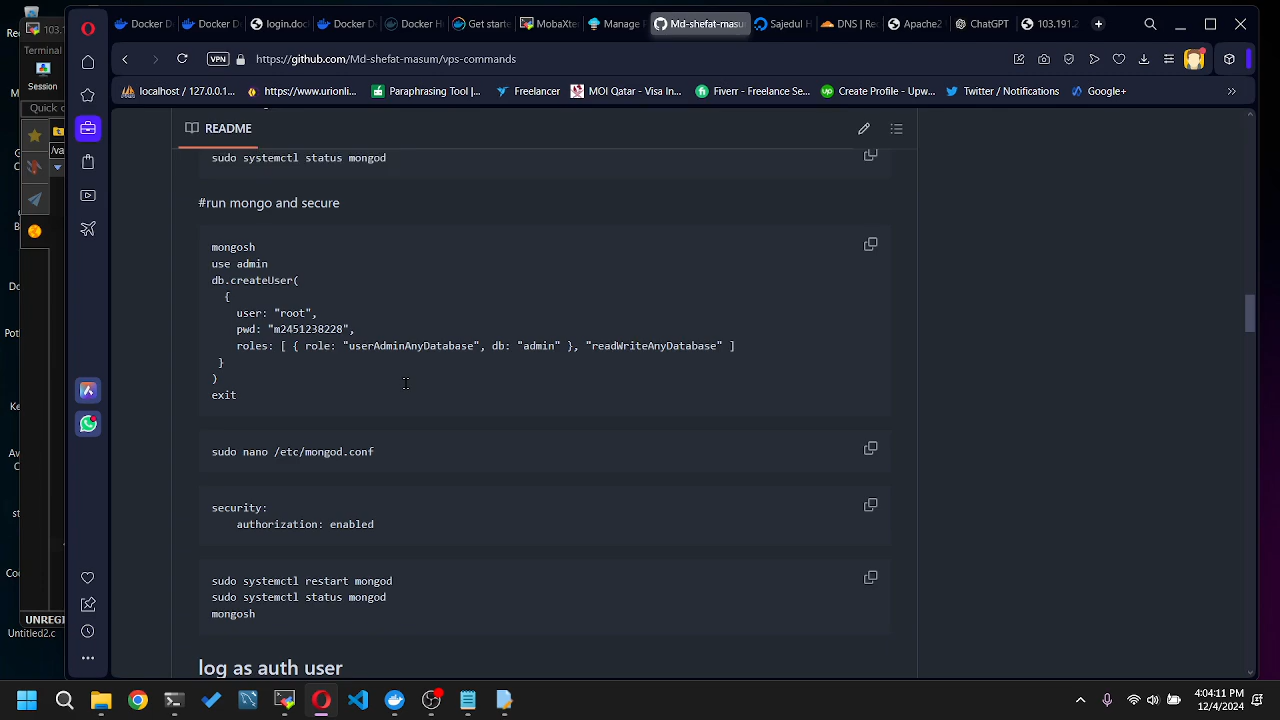 Docker D
Docker D
login.doc
Docker D
Docker H
Get starte
MobaXte
Manage
Md-shefat-masu
Sajedul H
DNS | Re
Apache2
ChatGPT
103.191.2
VPN
https://github.com/Md-shefat-masum/vps-commands
localhost / 127.0.0.1...
https://www.urionli...
Paraphrasing Tool |...
Freelancer
MOI Qatar - Visa In...
Fiverr - Freelance Se...
Create Profile - Upw...
Twitter / Notifications
Google+
103.1
Terminal
Session
Quick c
/va
UNREGI
Untitled2.c
README
sudo systemctl status mongod
#run mongo and secure
mongosh
use admin
db.createUser(
{
user: "root",
pwd: "m2451238228",
roles: [ { role: "userAdminAnyDatabase", db: "admin" }, "readWriteAnyDatabase" ]
}
)
exit
sudo nano /etc/mongod.conf
security:
authorization: enabled
sudo systemctl restart mongod
sudo systemctl status mongod
mongosh
log as auth user
4:04:11 PM
12/4/2024